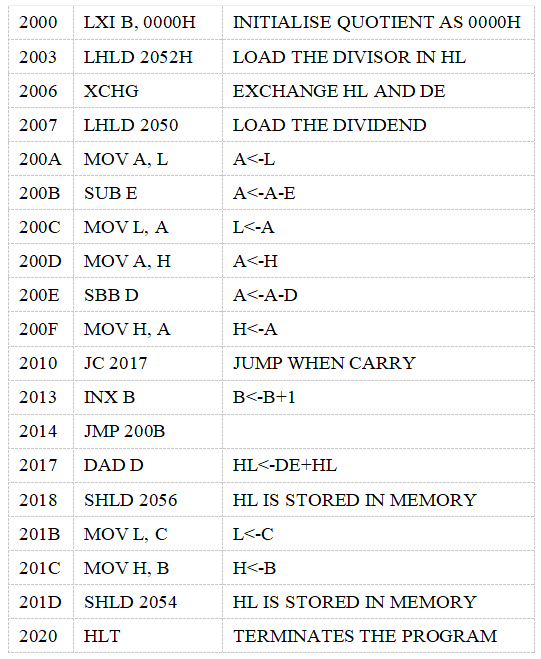 2000 LXI B, 0000H INITIALISE QUOTIENT AS 0000H
2003 LHLD 2052H LOAD THE DIVISOR IN HL
2006 XCHG EXCHANGE HL AND DE
2007 LHLD 2050 LOAD THE DIVIDEND
200A MOV A, L A<-L
200B SUB E A<-A-E
200C MOV L, A L<-A
200D MOV A, H A<-H
200E SBB D A<-A-D
200F MOV H, A H<-A
2010 JC 2017 JUMP WHEN CARRY
2013 INX B B<-B+1
2014 JMP 200B
2017 DAD D HL<-DE+HL
2018 SHLD 2056 HL IS STORED IN MEMORY
201B MOV L, C L<-C
201C MOV H, B H<-B
201D SHLD 2054 HL IS STORED IN MEMORY
2020 HLT TERMINATES THE PROGRAM